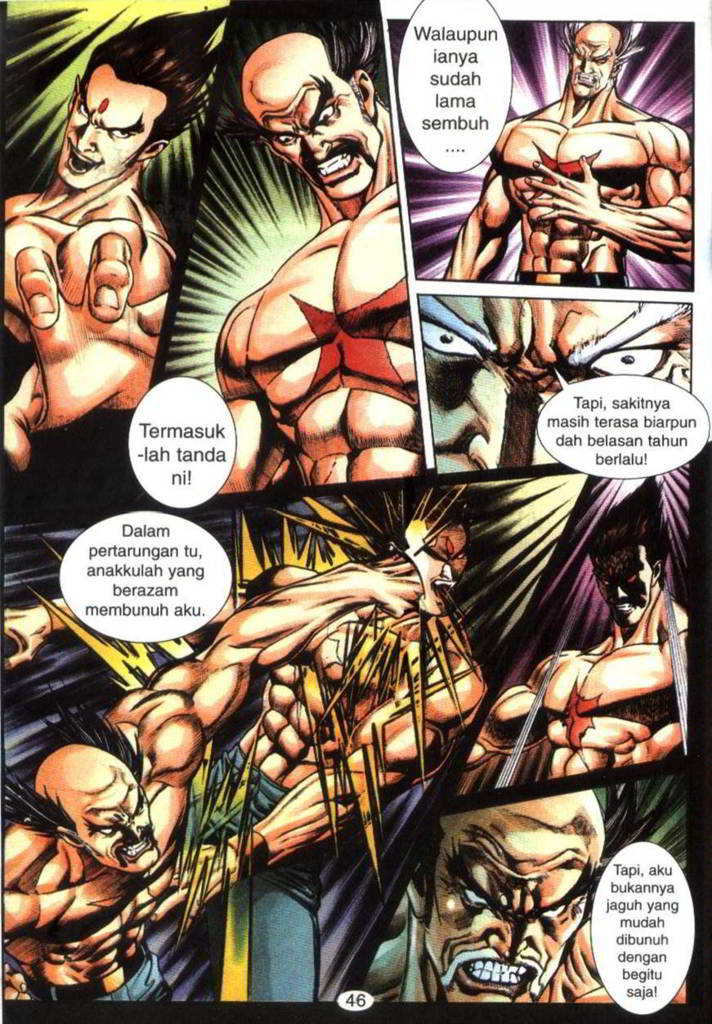 Termasuk
-lah tanda
ni!
Walaupun
ianya
sudah
lama
sembuh
....
Tapi, sakitnya
masih terasa biarpun
dah belasan tahun
berlalu!
Dalam
pertarungan tu,
anakkulah yang
berazam
membunuh aku.
Tapi, aku
bukannya
jaguh yang
mudah
dibunuh
dengan
begitu
saja!
46